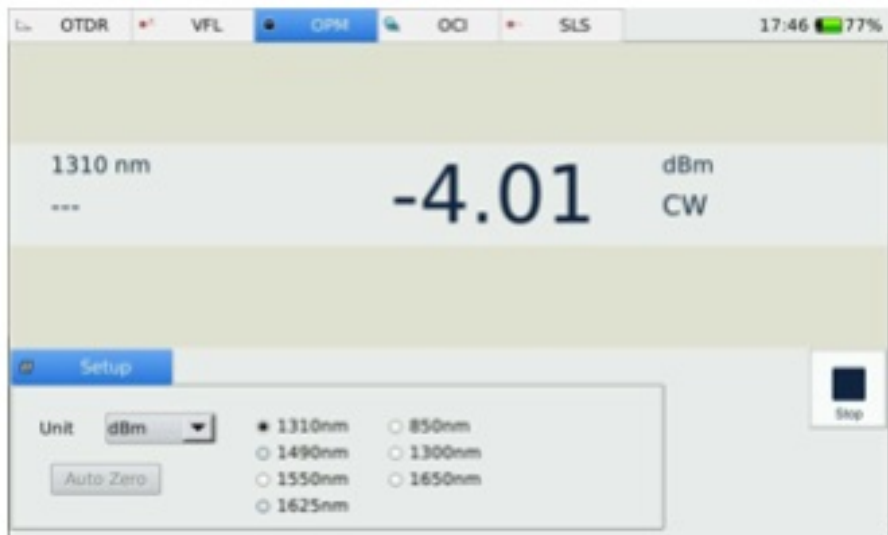 OTDR VFL OPM OCI SLS 17:46 77%
1310 nm -4.01 dBm
--- CW
Setup
Stop
Unit dBm 1310nm 850nm
1490nm 1300nm
Auto Zero 1550nm 1650nm
1625nm